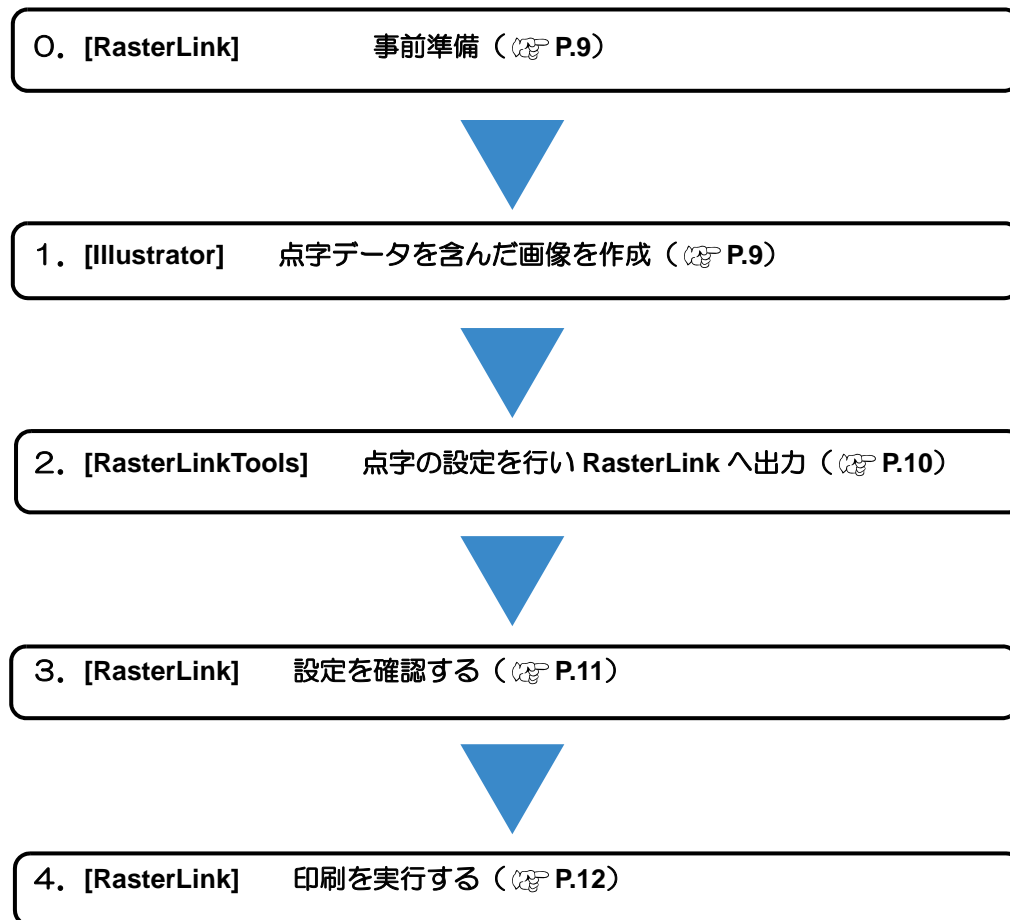 0. [RasterLink] 事前準備（☞ P.9）
1. [Illustrator] 点字データを含んだ画像を作成（☞ P.9）
2. [RasterLinkTools] 点字の設定を行い RasterLink へ出力（☞ P.10）
3. [RasterLink] 設定を確認する（☞ P.11）
4. [RasterLink] 印刷を実行する（☞ P.12）